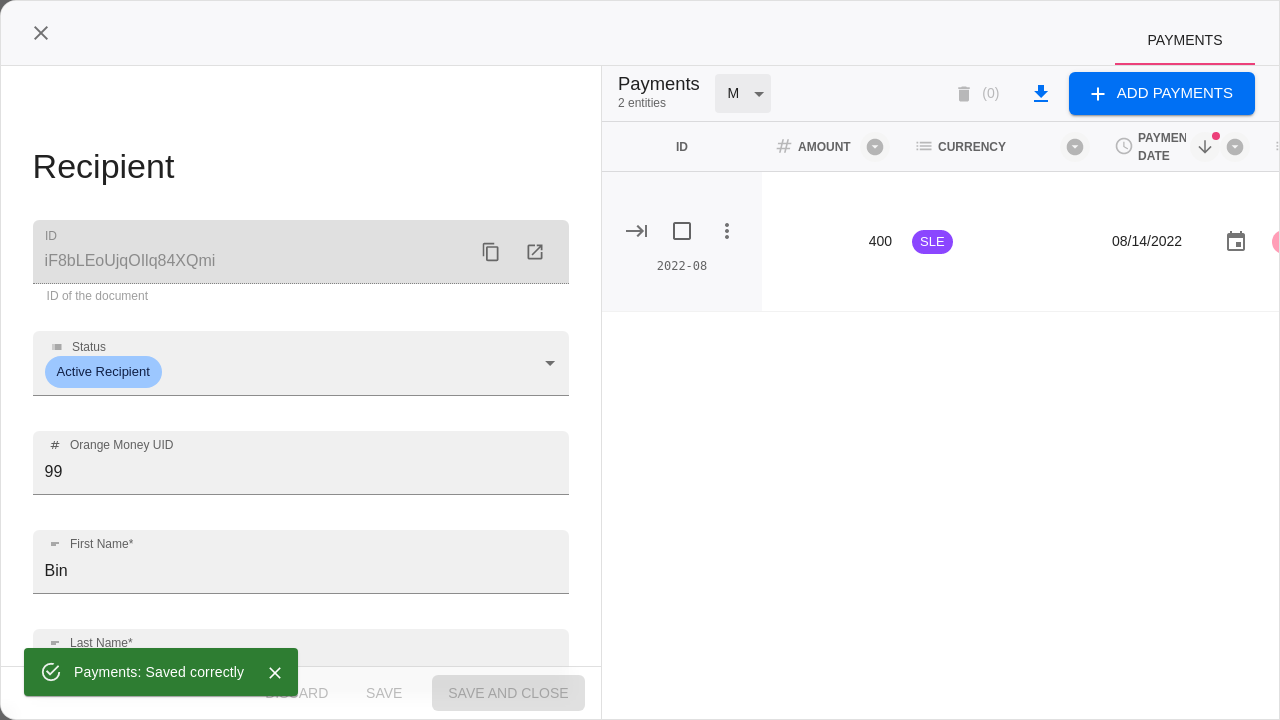 PAYMENTS
Recipient
ID
iF8bLEoUjqOIlq84XQmi
ID of the document
Status
Active Recipient
Orange Money UID
99
First Name*
Bin
Last Name*
Payments: Saved correctly
SAVE
SAVE AND CLOSE
Payments
2 entities
M
(0)
ADD PAYMENTS
ID
AMOUNT
CURRENCY
PAYMEN
DATE
2022-08
400
SLE
08/14/2022